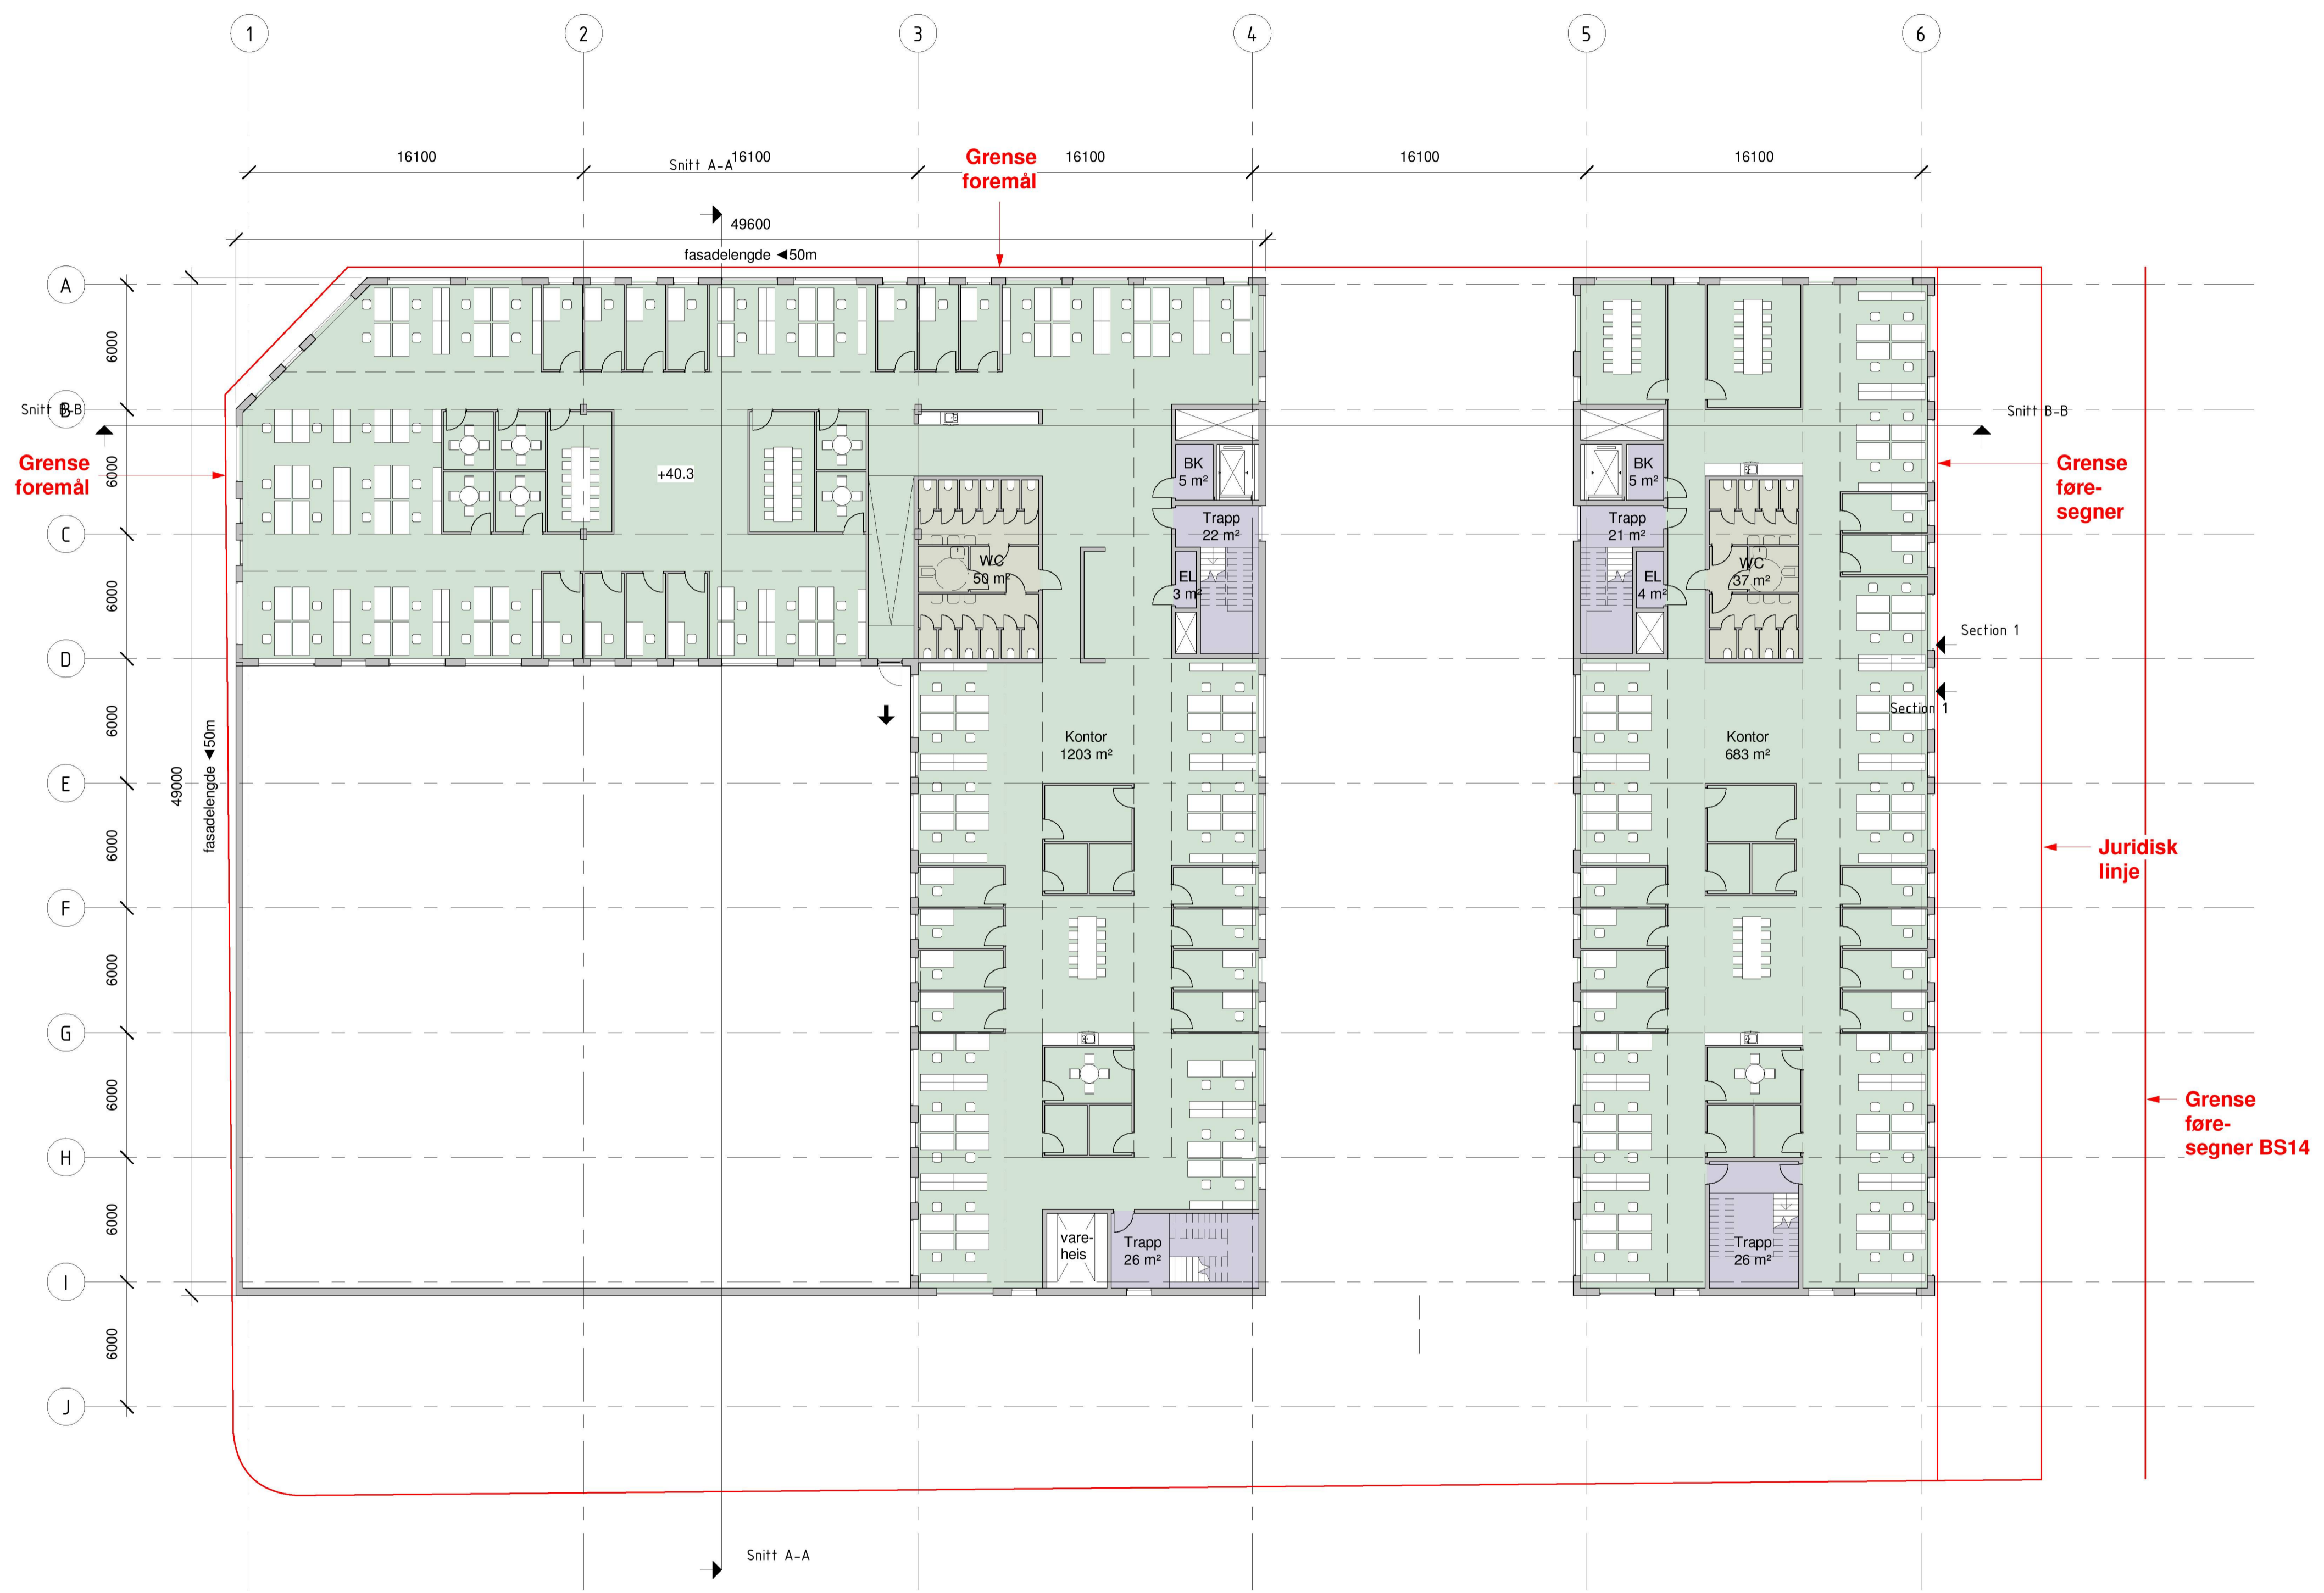 1
2
3
4
5
6
16100
Snitt A-A
16100
16100
16100
16100
Grense
foremål
49600
fasadelengde ◄50m
A
B
C
D
E
F
G
H
I
J
6000
6000
6000
6000
6000
6000
6000
6000
6000
49000
fasadelengde ◄50m
Snitt B-B
Snitt B-B
Grense
foremål
+40.3
BK
5 m²
Trapp
22 m²
EL
3 m²
WC
50 m²
BK
5 m²
Trapp
21 m²
EL
4 m²
WC
37 m²
Grense
føre-
segner
Section 1
Section 1
Kontor
1203 m²
Kontor
683 m²
Juridisk
linje
Grense
føre-
segner BS14
vare-
heis
Trapp
26 m²
Trapp
26 m²
Snitt A-A